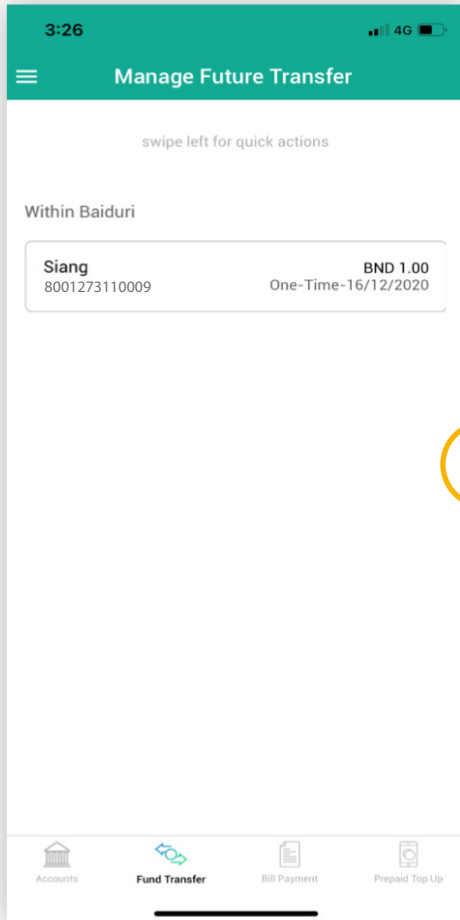 3:26 4G
Manage Future Transfer
swipe left for quick actions
Within Baiduri
Siang BND 1.00
8001273110009 One-Time-16/12/2020
Accounts Fund Transfer Bill Payment Prepaid Top Up